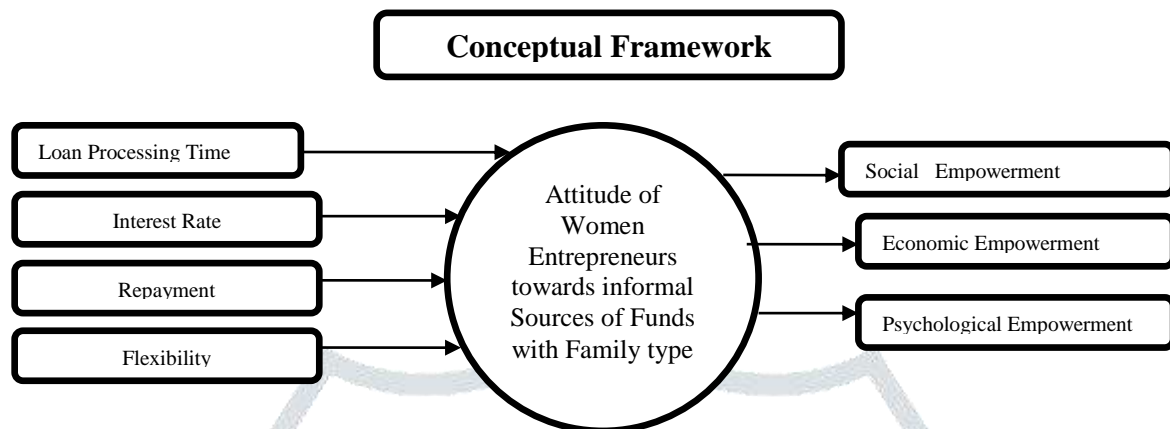 Conceptual Framework
Loan Processing Time
Interest Rate
Repayment
Flexibility
Attitude of
Women
Entrepreneurs
towards informal
Sources of Funds
with Family type
Social Empowerment
Economic Empowerment
Psychological Empowerment